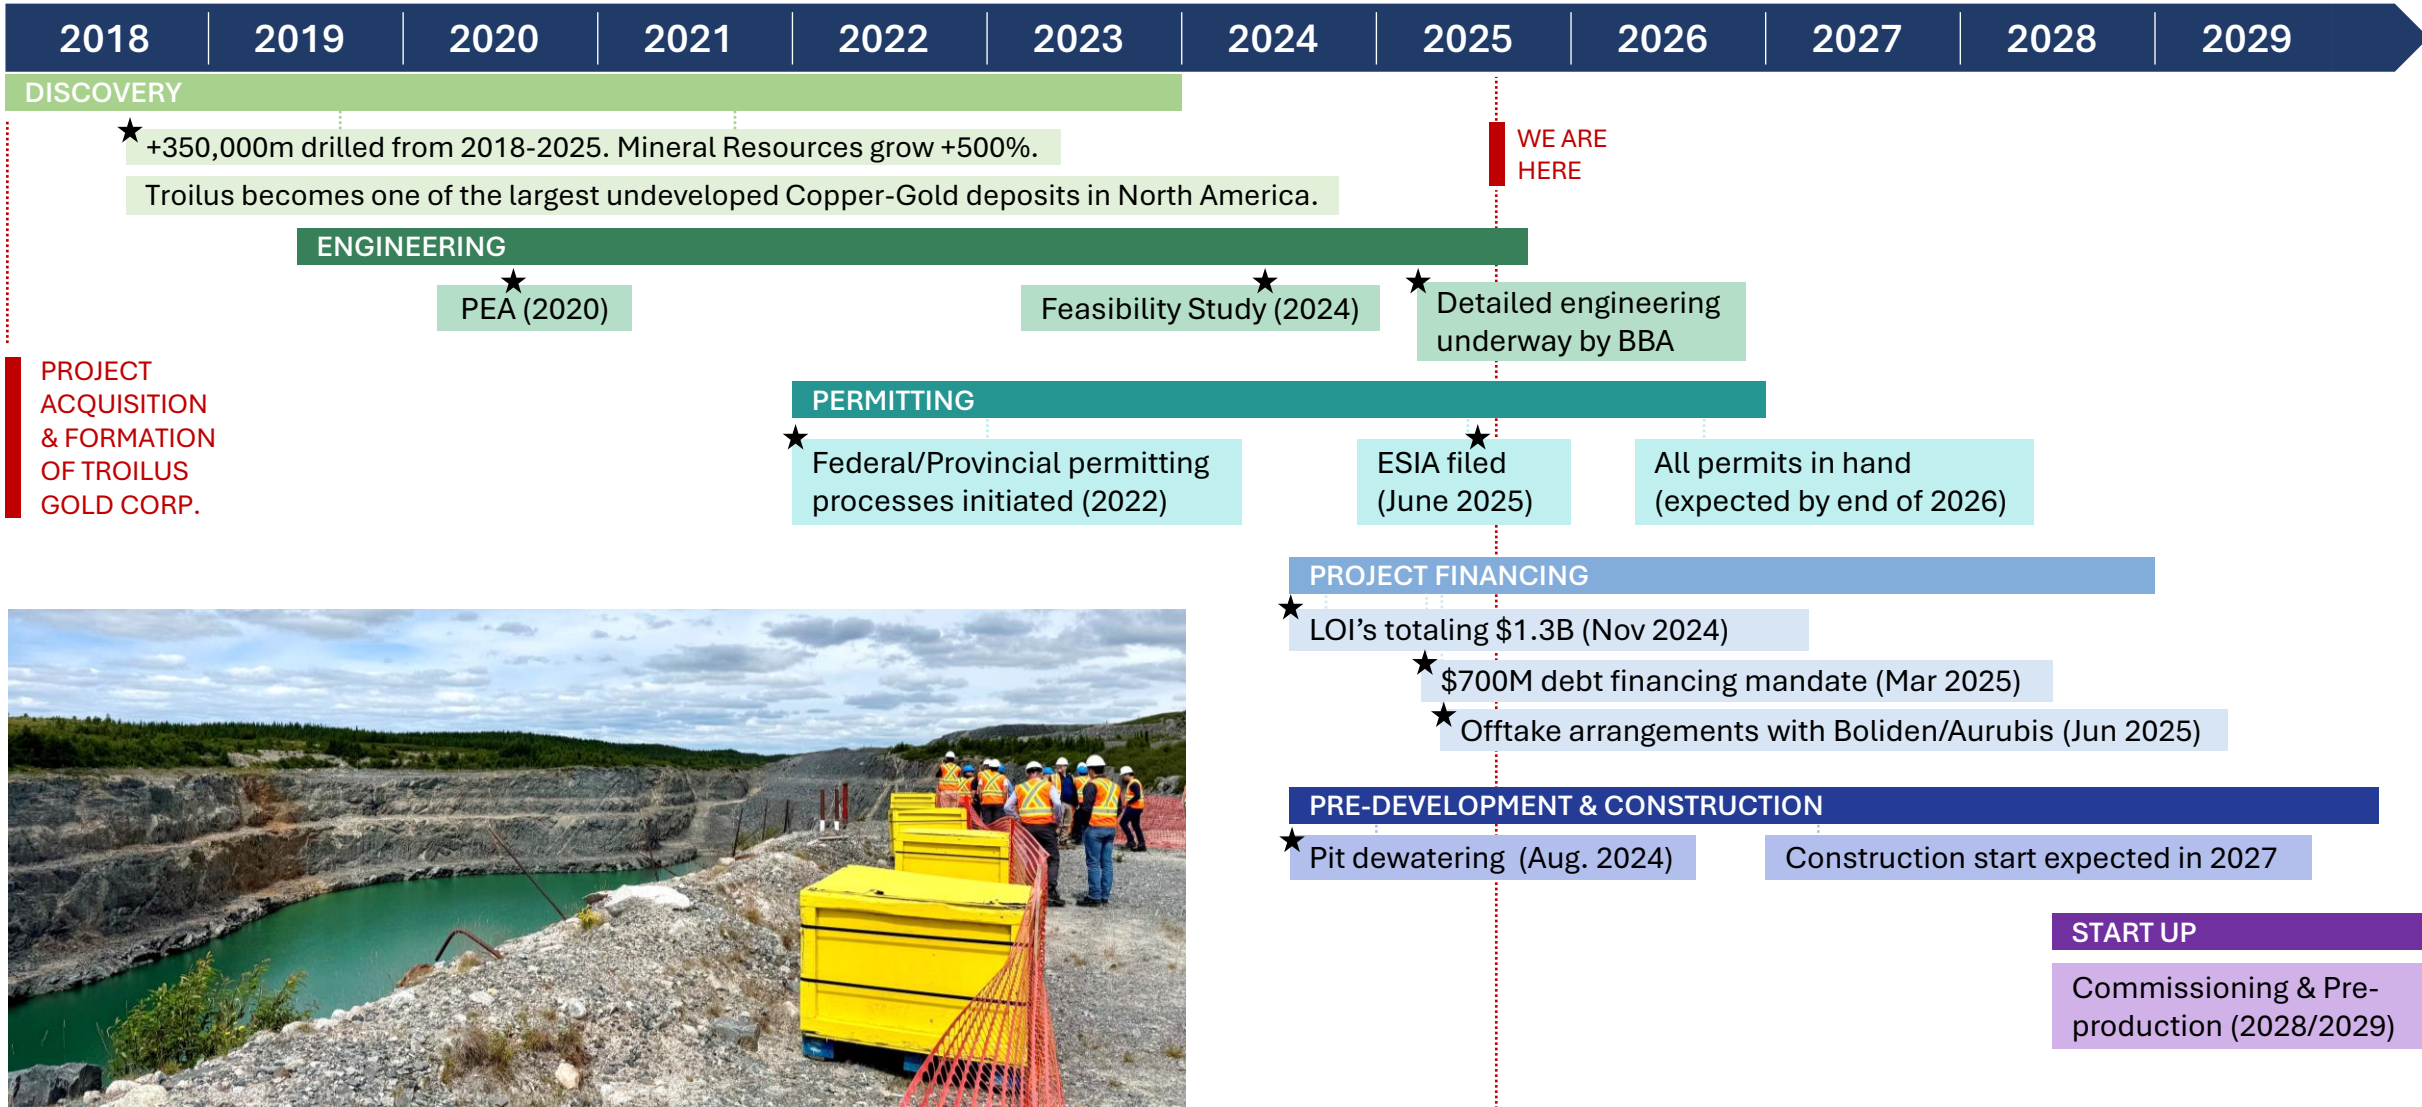 2018 2019 2020 2021 2022 2023 2024 2025 2026 2027 2028 2029
DISCOVERY
+350,000m drilled from 2018-2025. Mineral Resources grow +500%.
WE ARE
HERE
Troilus becomes one of the largest undeveloped Copper-Gold deposits in North America.
ENGINEERING
PEA (2020)
Feasibility Study (2024)
Detailed engineering
underway by BBA
PROJECT
ACQUISITION
& FORMATION
OF TROILUS
GOLD CORP.
PERMITTING
Federal/Provincial permitting
processes initiated (2022)
ESIA filed
(June 2025)
All permits in hand
(expected by end of 2026)
PROJECT FINANCING
LOI’s totaling $1.3B (Nov 2024)
$700M debt financing mandate (Mar 2025)
Offtake arrangements with Boliden/Aurubis (Jun 2025)
PRE-DEVELOPMENT & CONSTRUCTION
Pit dewatering (Aug. 2024)
Construction start expected in 2027
START UP
Commissioning & Pre-
production (2028/2029)